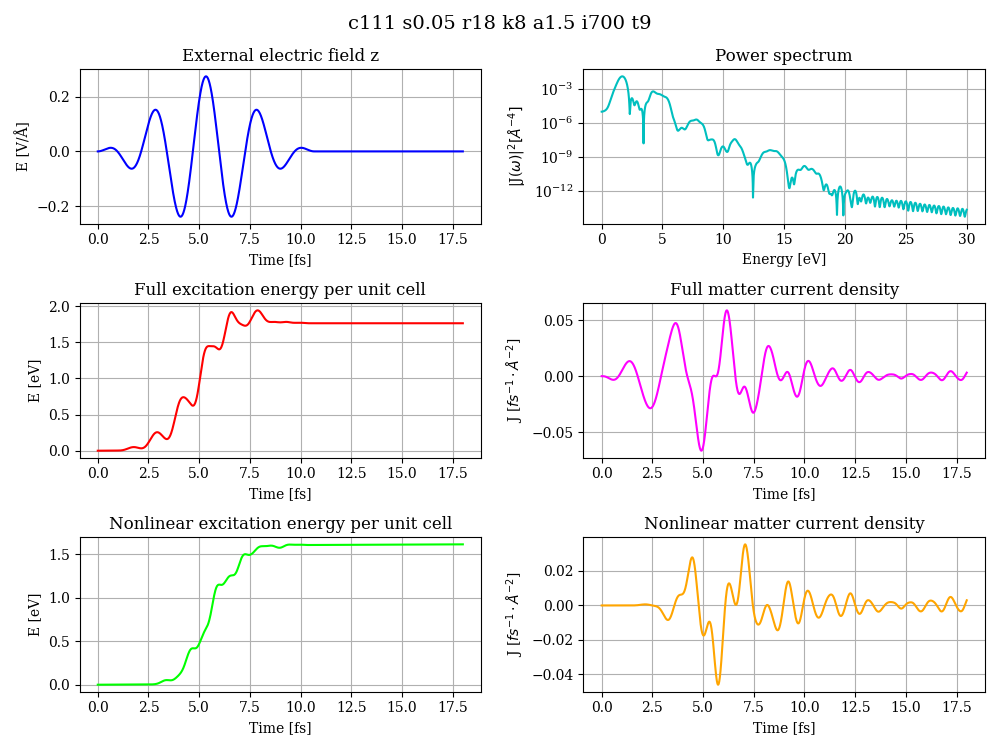 c111 s0.05 r18 k8 a1.5 i700 t9
External electric field z
E [V/Å]
0.2
0.0
−0.2
0.0 2.5 5.0 7.5 10.0 12.5 15.0 17.5
Time [fs]
Power spectrum
|J(ω)|²[Å⁻⁴]
10⁻³
10⁻⁶
10⁻⁹
10⁻¹²
0 5 10 15 20 25 30
Energy [eV]
Full excitation energy per unit cell
E [eV]
2.0
1.5
1.0
0.5
0.0
0.0 2.5 5.0 7.5 10.0 12.5 15.0 17.5
Time [fs]
Full matter current density
J [fs⁻¹ · Å⁻²]
0.05
0.00
−0.05
0.0 2.5 5.0 7.5 10.0 12.5 15.0 17.5
Time [fs]
Nonlinear excitation energy per unit cell
E [eV]
1.5
1.0
0.5
0.0
0.0 2.5 5.0 7.5 10.0 12.5 15.0 17.5
Time [fs]
Nonlinear matter current density
J [fs⁻¹ · Å⁻²]
0.02
0.00
−0.02
−0.04
0.0 2.5 5.0 7.5 10.0 12.5 15.0 17.5
Time [fs]